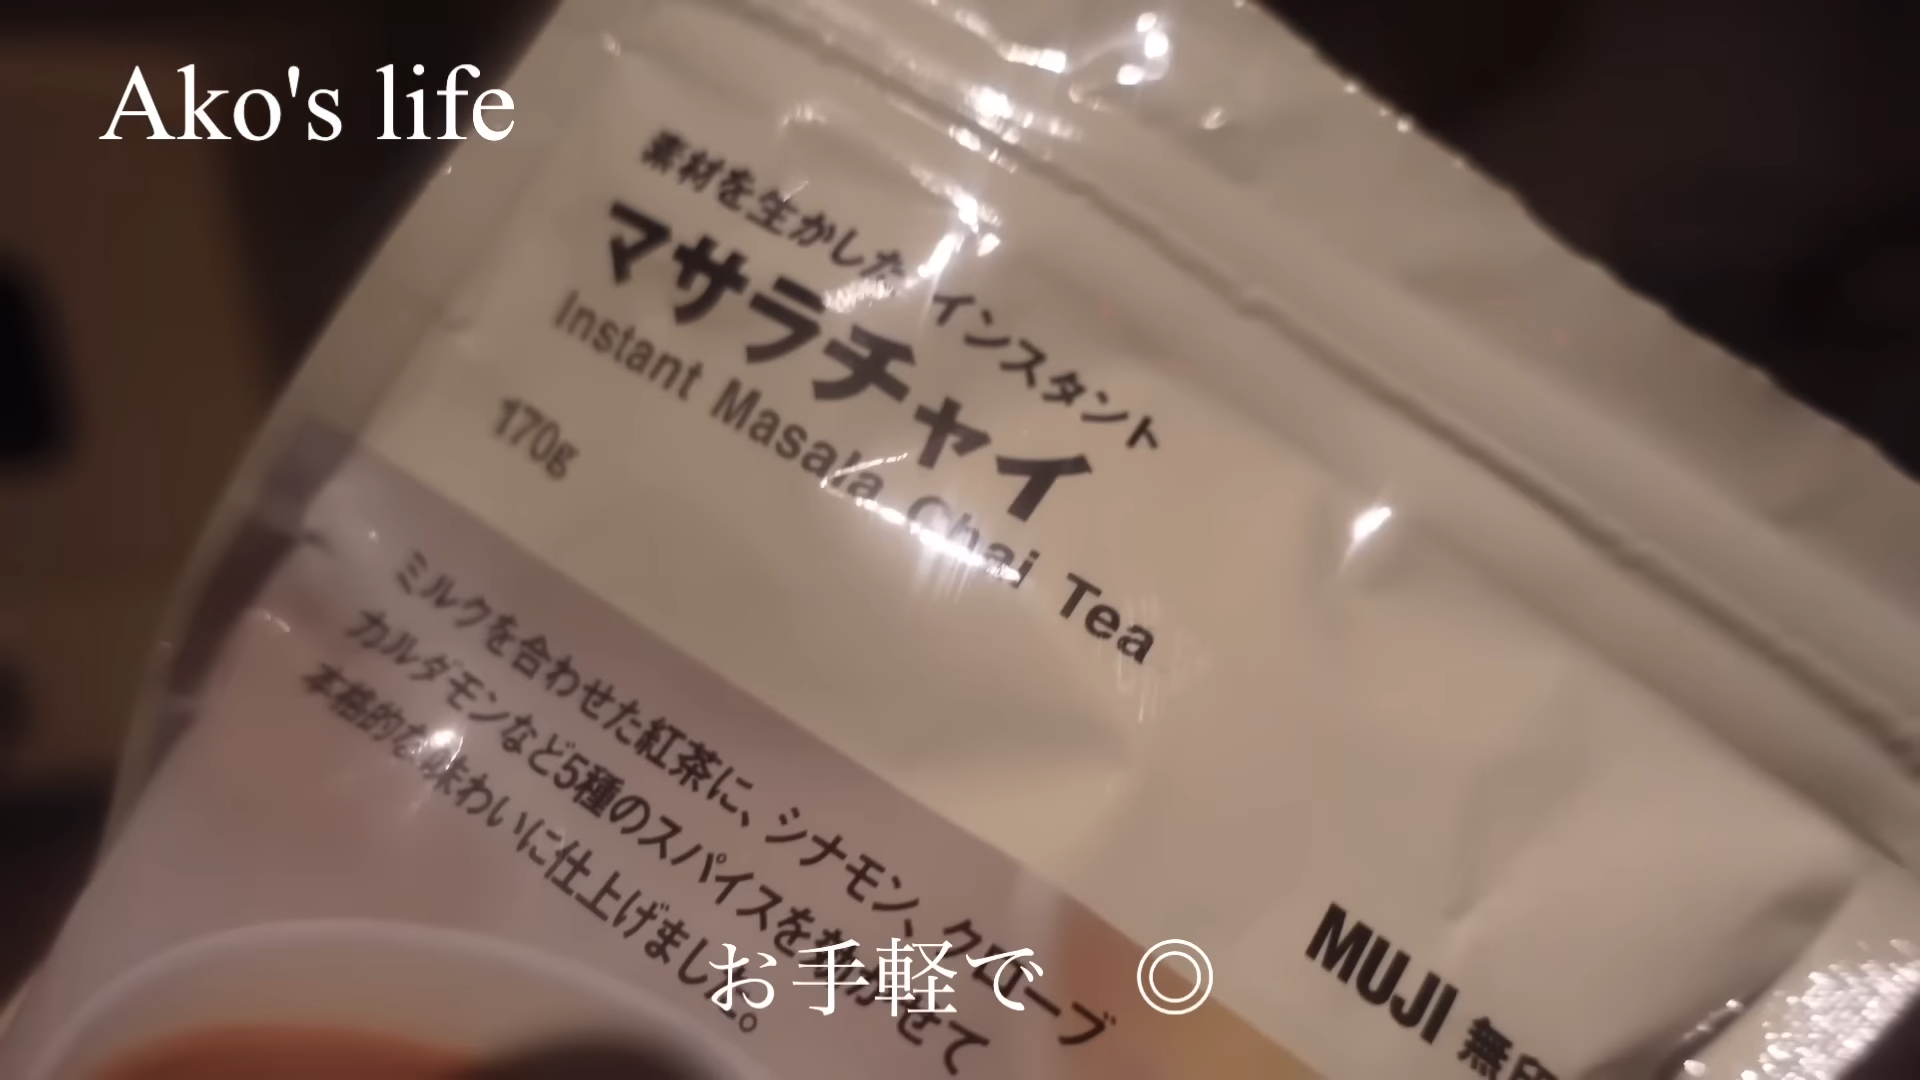 Ako's life
素材を生かした インスタント
マサラチャイ
Instant Masala Chai Tea
170g
ミルクを合わせた紅茶に、シナモン、クローブ
カルダモンなど5種のスパイスを効かせて
本格的な味わいに仕上げました。
お手軽で ◎
MUJI 無印